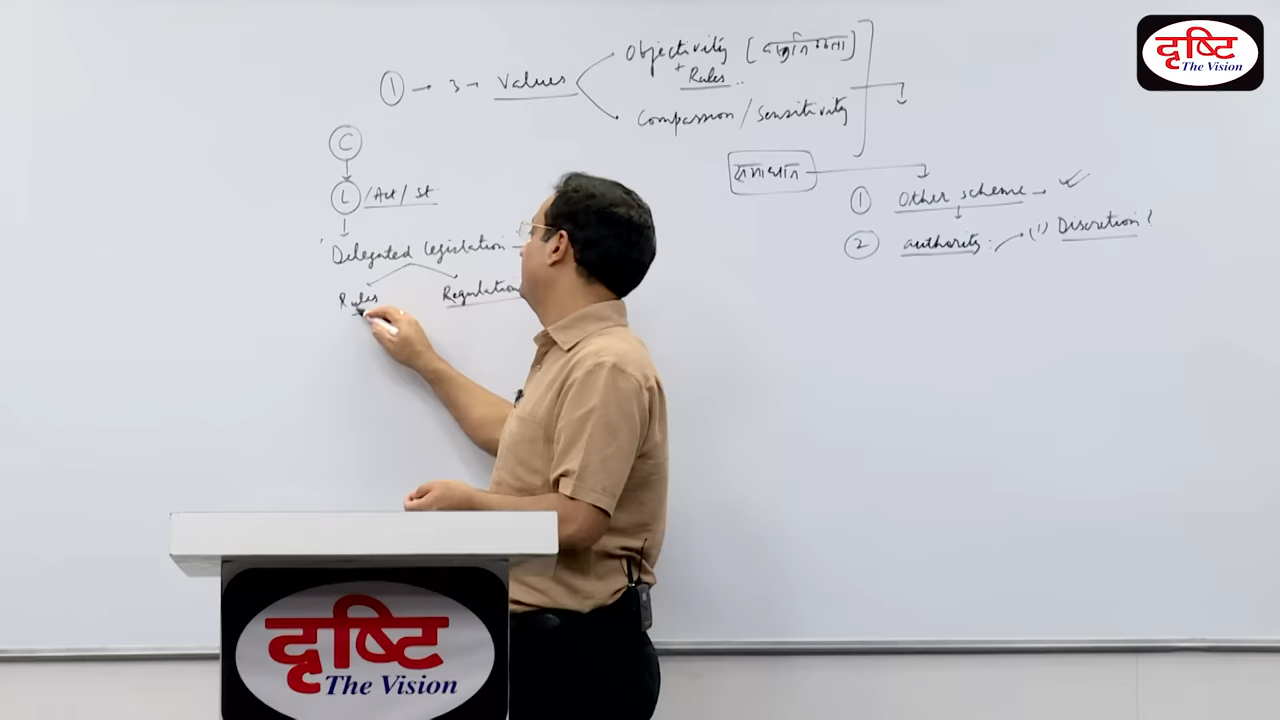 दृष्टि
The Vision
Objectivity [वस्तुनिष्ठता]
+ Rules ..
① → 3 → Values
Compassion / Sensitivity
C
L / Act / St.
Delegated legislation
Rules Regulation
समाधान
① Other scheme → ✓
② authority: (1) Discretion?
दृष्टि
The Vision